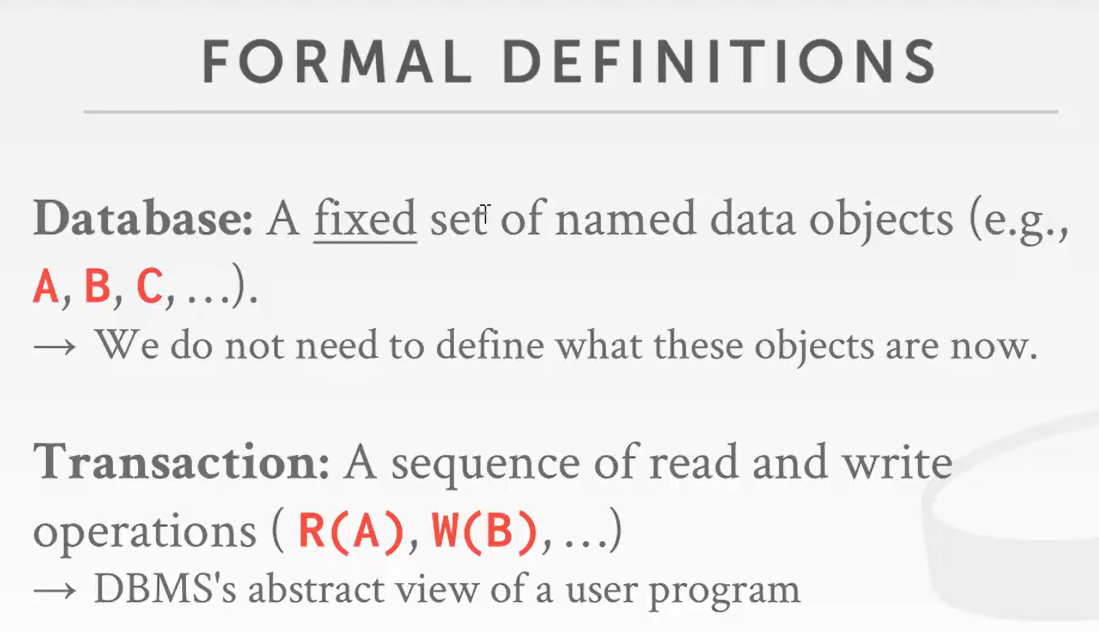 FORMAL DEFINITIONS
Database: A fixed set of named data objects (e.g.,
A, B, C, …).
→ We do not need to define what these objects are now.
Transaction: A sequence of read and write
operations ( R(A), W(B), …)
→ DBMS's abstract view of a user program